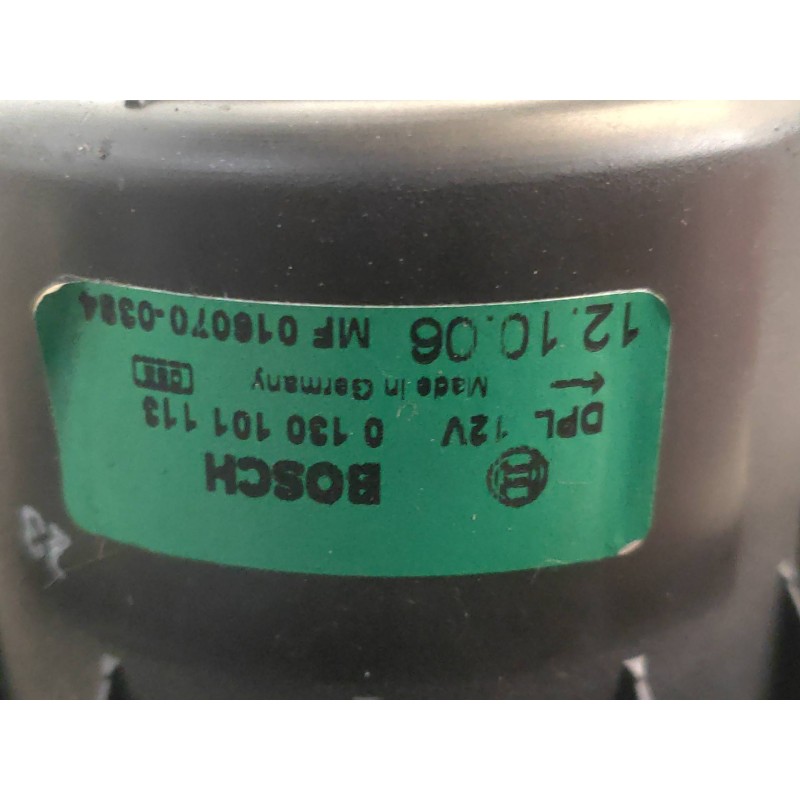 BOSCH
DPL 12V 0 130 101 113
← Made in Germany
12.10.06 MF 016070-0384